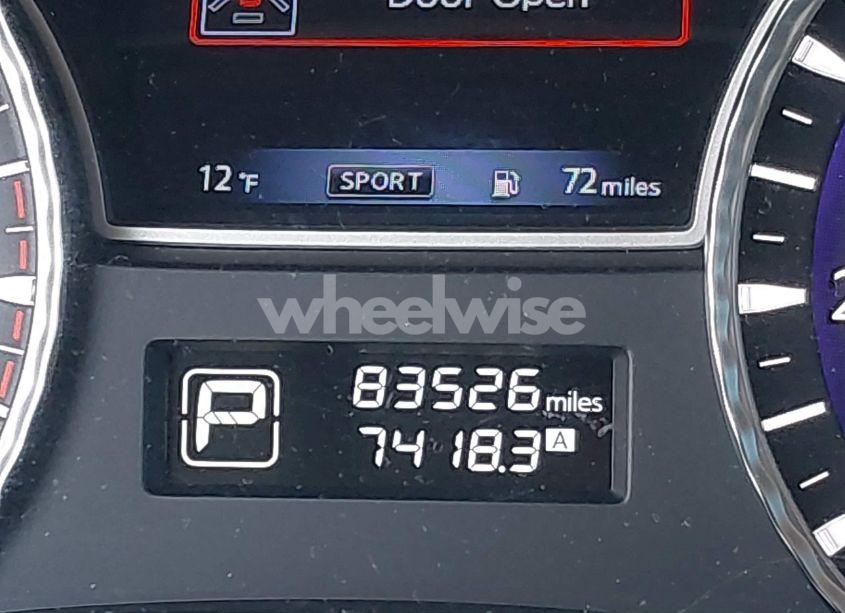 Door Open
12 °F SPORT 72 miles
wheelwise
P 83526 miles
7418.3 A